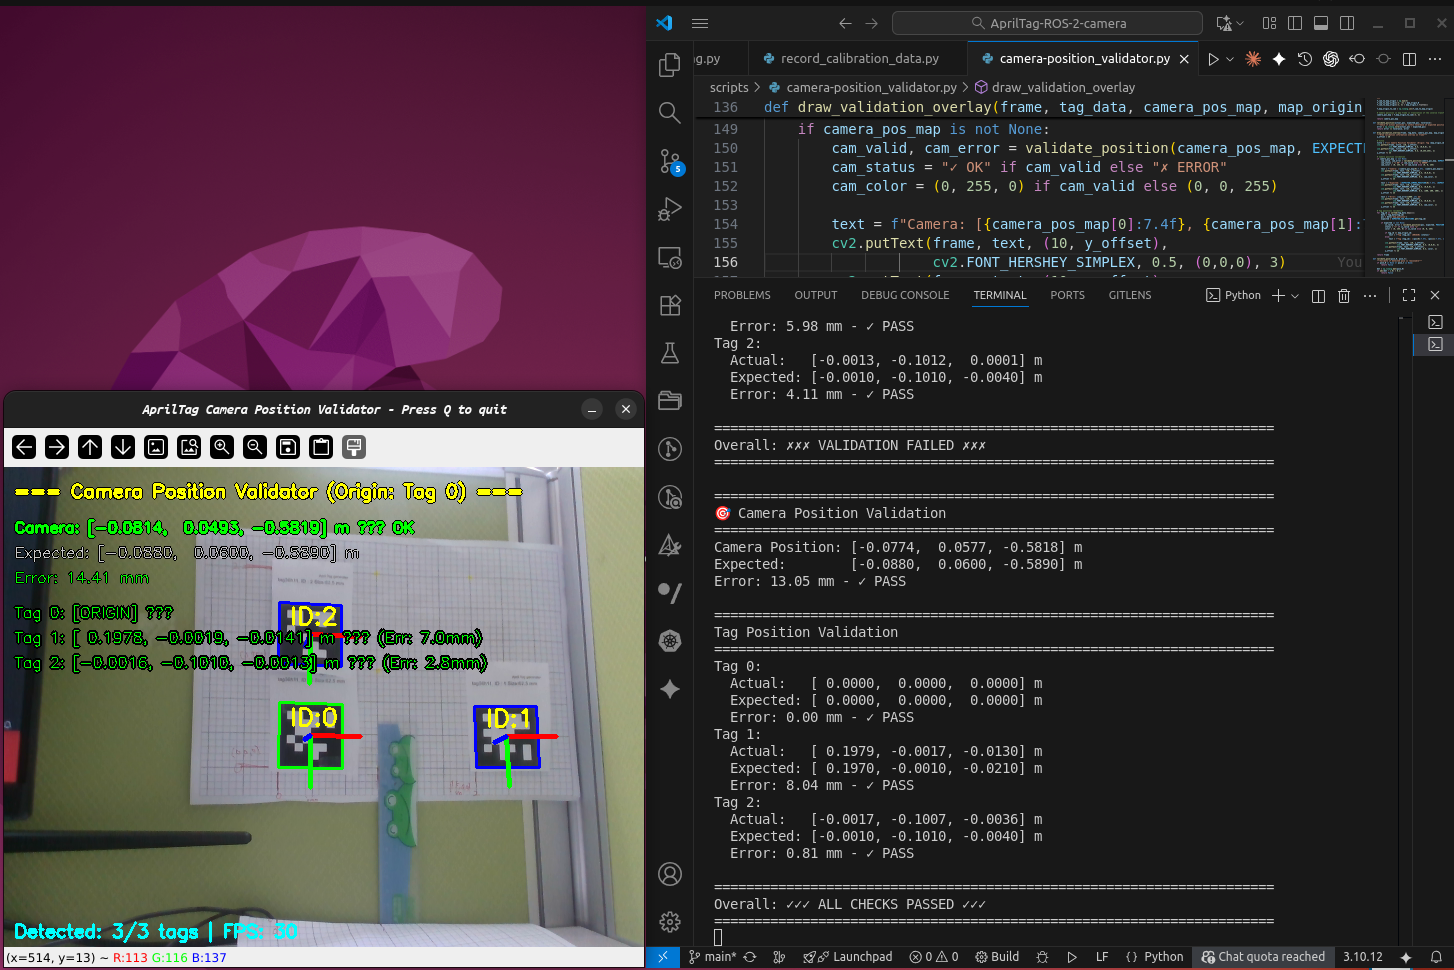 AprilTag-ROS-2-camera
g.py
record_calibration_data.py
camera-position_validator.py
scripts > camera-position_validator.py > draw_validation_overlay
136 def draw_validation_overlay(frame, tag_data, camera_pos_map, map_origin
149 if camera_pos_map is not None:
150 cam_valid, cam_error = validate_position(camera_pos_map, EXPECT
151 cam_status = "✓ OK" if cam_valid else "✗ ERROR"
152 cam_color = (0, 255, 0) if cam_valid else (0, 0, 255)
153
154 text = f"Camera: [{camera_pos_map[0]:7.4f}, {camera_pos_map[1]:
155 cv2.putText(frame, text, (10, y_offset),
156 cv2.FONT_HERSHEY_SIMPLEX, 0.5, (0,0,0), 3) You
5
PROBLEMS OUTPUT DEBUG CONSOLE TERMINAL PORTS GITLENS
Python
Error: 5.98 mm - ✓ PASS
Tag 2:
Actual: [-0.0013, -0.1012, 0.0001] m
Expected: [-0.0010, -0.1010, -0.0040] m
Error: 4.11 mm - ✓ PASS
======================================================================
Overall: ✗✗✗ VALIDATION FAILED ✗✗✗
======================================================================
======================================================================
🎯 Camera Position Validation
======================================================================
Camera Position: [-0.0774, 0.0577, -0.5818] m
Expected: [-0.0880, 0.0600, -0.5890] m
Error: 13.05 mm - ✓ PASS
======================================================================
Tag Position Validation
======================================================================
Tag 0:
Actual: [ 0.0000, 0.0000, 0.0000] m
Expected: [ 0.0000, 0.0000, 0.0000] m
Error: 0.00 mm - ✓ PASS
Tag 1:
Actual: [ 0.1979, -0.0017, -0.0130] m
Expected: [ 0.1970, -0.0010, -0.0210] m
Error: 8.04 mm - ✓ PASS
Tag 2:
Actual: [-0.0017, -0.1007, -0.0036] m
Expected: [-0.0010, -0.1010, -0.0040] m
Error: 0.81 mm - ✓ PASS
======================================================================
Overall: ✓✓✓ ALL CHECKS PASSED ✓✓✓
======================================================================
AprilTag Camera Position Validator - Press Q to quit
=== Camera Position Validator (Origin: Tag 0) ===
Camera: [-0.0814, 0.0493, -0.5819] m ??? OK
Expected: [-0.0880, 0.0600, -0.5890] m
Error: 14.41 mm
Tag 0: [ORIGIN] ???
Tag 1: [ 0.1978, -0.0019, -0.0141] m ??? (Err: 7.0mm)
Tag 2: [-0.0016, -0.1010, -0.0013] m ??? (Err: 2.8mm)
ID:2
ID:0
ID:1
Detected: 3/3 tags | FPS: 30
(x=514, y=13) ~ R:113 G:116 B:137
main* Launchpad 0 0 Build LF {} Python Chat quota reached 3.10.12